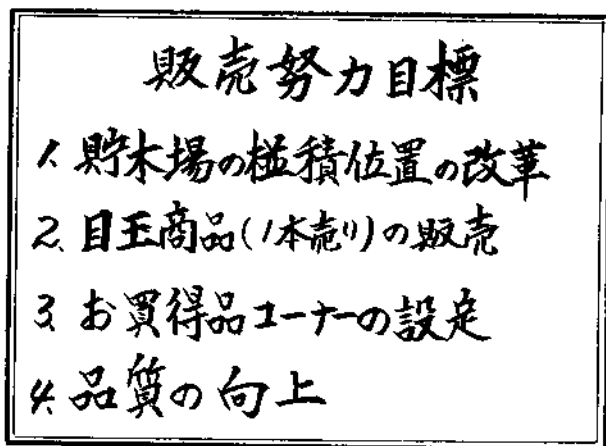 販売努力目標
1. 貯木場の椪積位置の改革
2. 目玉商品(1本売り)の販売
3. お買得品コーナーの設定
4. 品質の向上